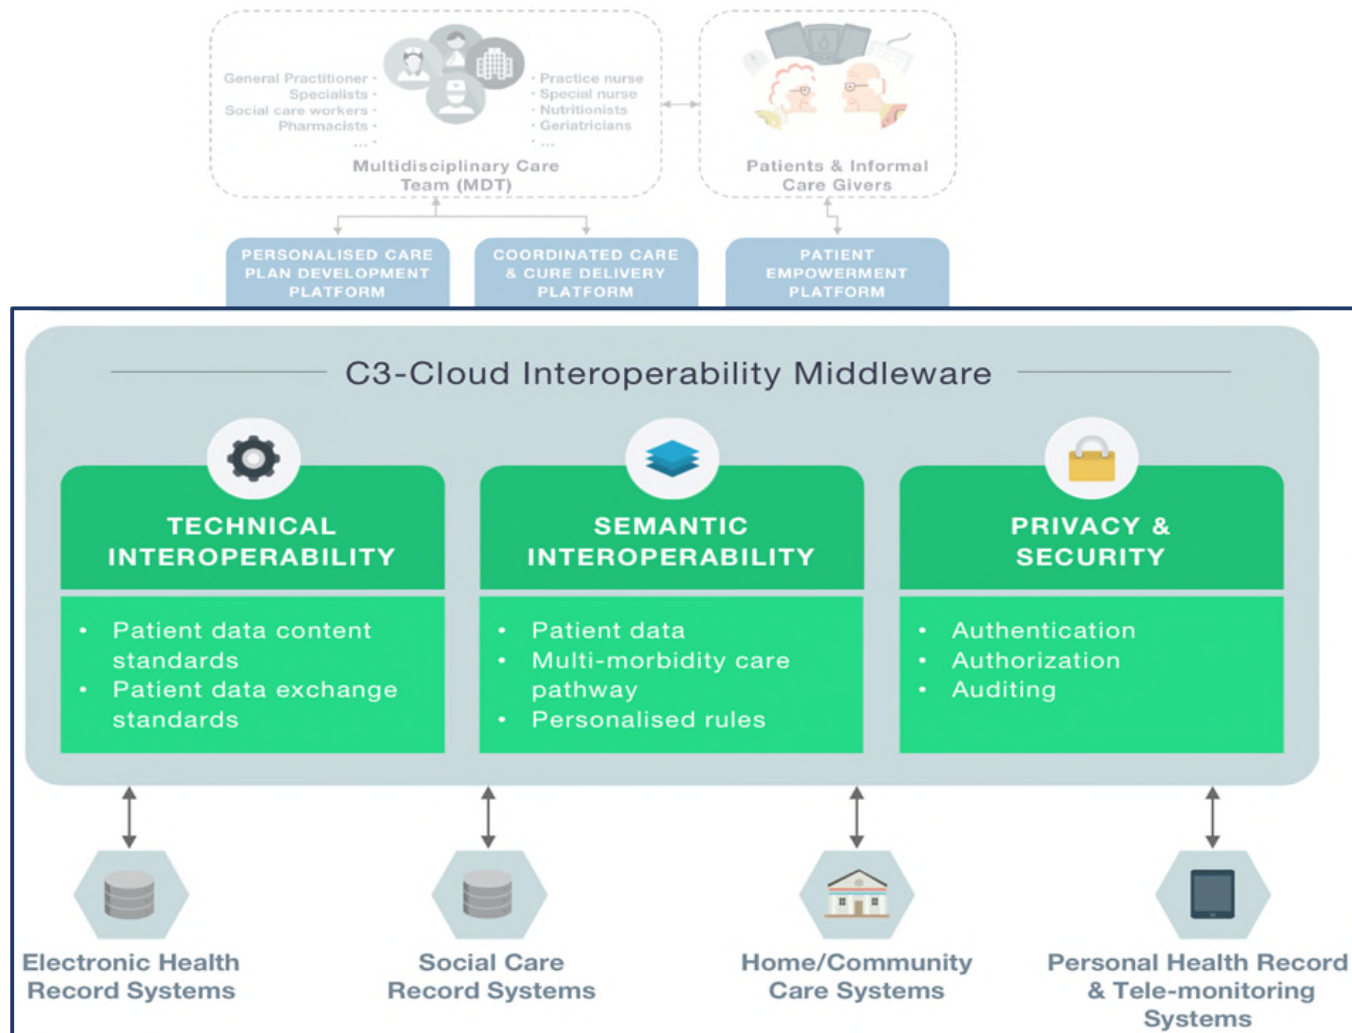 General Practitioner •
Specialists •
Social care workers •
Pharmacists •
... •
• Practice nurse
• Special nurse
• Nutritionists
• Geriatricians
• ...
Multidisciplinary Care
Team (MDT)
Patients & Informal
Care Givers
PERSONALISED CARE
PLAN DEVELOPMENT
PLATFORM
COORDINATED CARE
& CURE DELIVERY
PLATFORM
PATIENT
EMPOWERMENT
PLATFORM
C3-Cloud Interoperability Middleware
TECHNICAL
INTEROPERABILITY
• Patient data content
standards
• Patient data exchange
standards
SEMANTIC
INTEROPERABILITY
• Patient data
• Multi-morbidity care
pathway
• Personalised rules
PRIVACY &
SECURITY
• Authentication
• Authorization
• Auditing
Electronic Health
Record Systems
Social Care
Record Systems
Home/Community
Care Systems
Personal Health Record
& Tele-monitoring
Systems